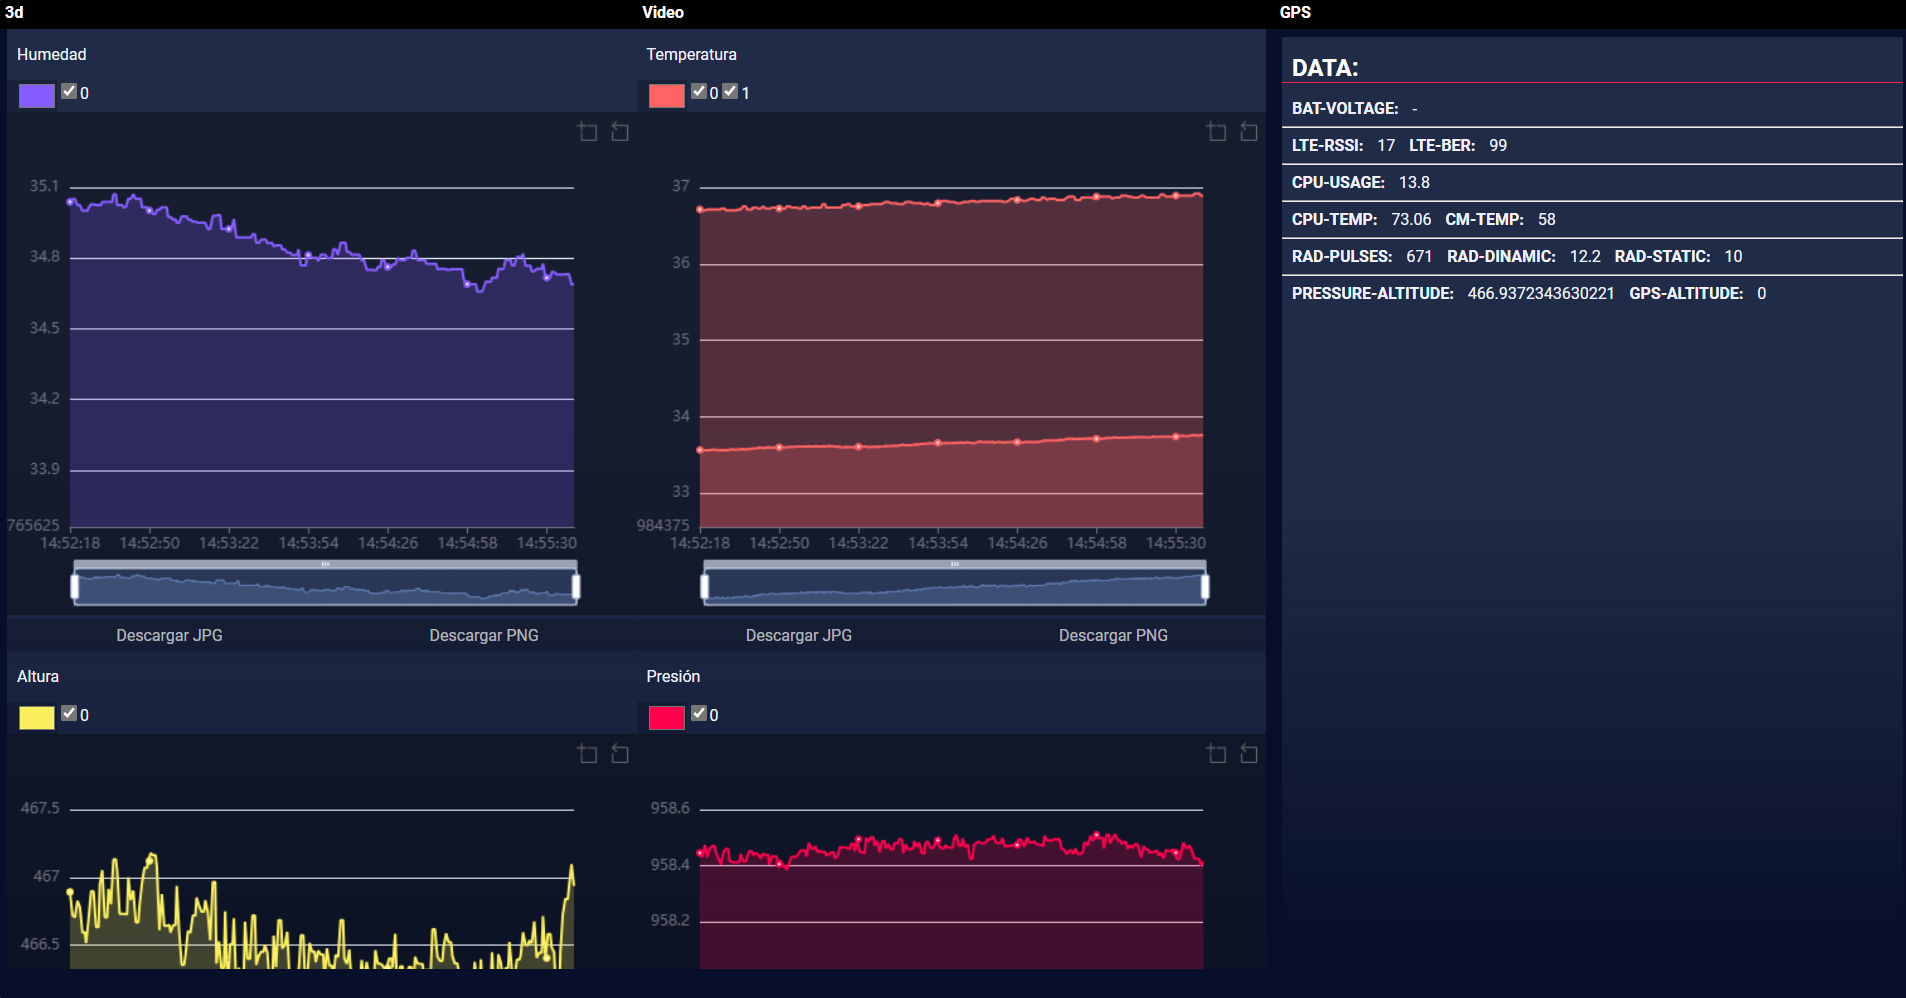 3d Video GPS
Humedad
0
35.1
34.8
34.5
34.2
33.9
765625
14:52:18 14:52:50 14:53:22 14:53:54 14:54:26 14:54:58 14:55:30
Descargar JPG Descargar PNG
Temperatura
0 1
37
36
35
34
33
984375
14:52:18 14:52:50 14:53:22 14:53:54 14:54:26 14:54:58 14:55:30
Descargar JPG Descargar PNG
Altura
0
467.5
467
466.5
Presión
0
958.6
958.4
958.2
DATA:
BAT-VOLTAGE: -
LTE-RSSI: 17 LTE-BER: 99
CPU-USAGE: 13.8
CPU-TEMP: 73.06 CM-TEMP: 58
RAD-PULSES: 671 RAD-DINAMIC: 12.2 RAD-STATIC: 10
PRESSURE-ALTITUDE: 466.9372343630221 GPS-ALTITUDE: 0